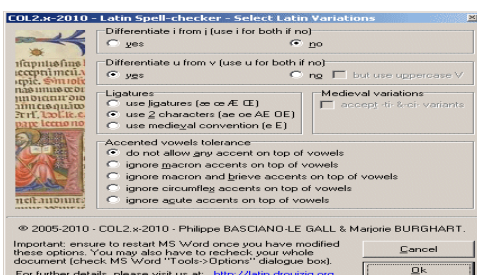 COL2.x-2010 - Latin Spell-checker - Select Latin Variations
Differentiate i from j (use i for both if no)
yes no
Differentiate u from v (use u for both if no)
yes no but use uppercase V
Ligatures Medieval variations
use ligatures (æ œ Æ Œ) accept -ti- &-ci- variants
use 2 characters (ae oe AE OE)
use medieval convention (e E)
Accented vowels tolerance
do not allow any accent on top of vowels
ignore macron accents on top of vowels
ignore macron and brieve accents on top of vowels
ignore circumflex accents on top of vowels
ignore agute accents on top of vowels
© 2005-2010 - COL2.x-2010 - Philippe BASCIANO-LE GALL & Marjorie BURGHART.
Important: ensure to restart MS Word once you have modified
these options. You may also have to recheck your whole
document (check MS Word "Tools->Options" dialogue box).
Cancel
For further details, please visit us at: http://latin.drouizig.org
Ok